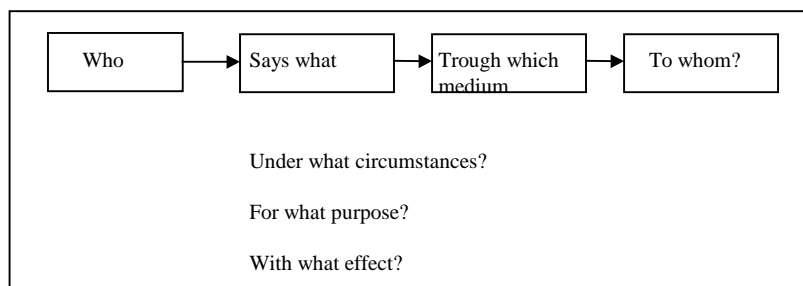 Who
Says what
Trough which
medium
To whom?
Under what circumstances?
For what purpose?
With what effect?